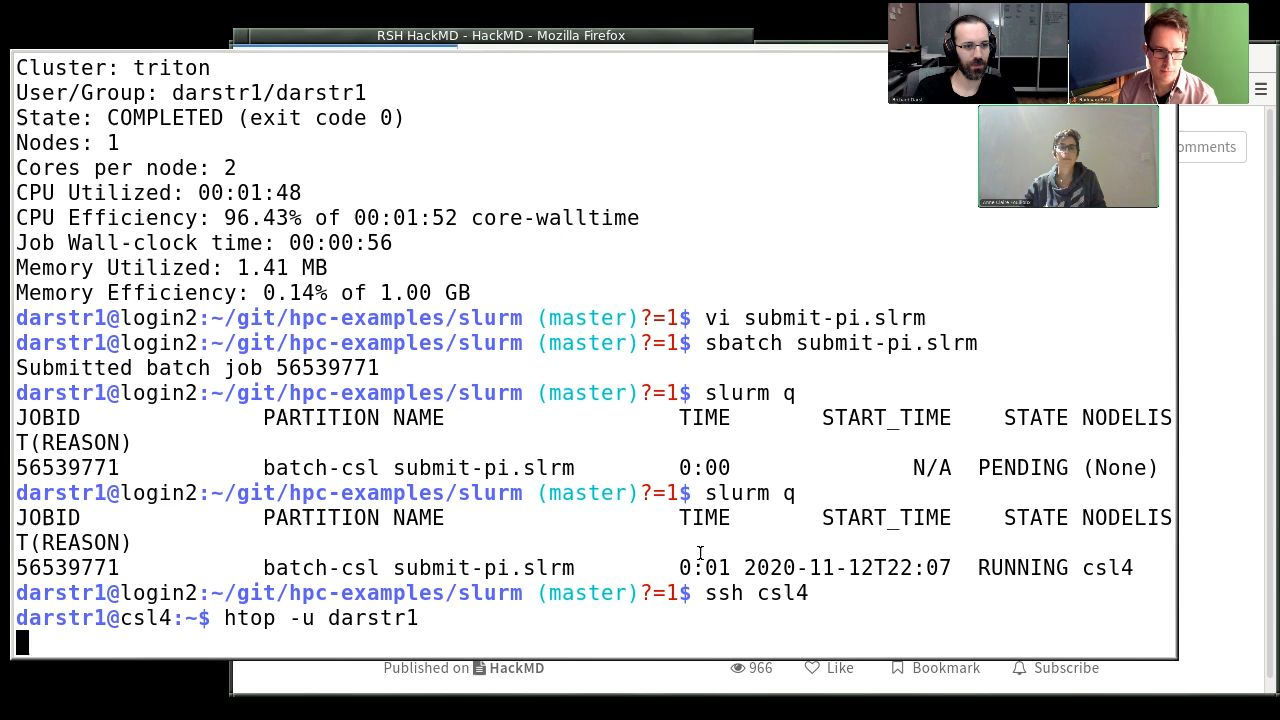 RSH HackMD - HackMD - Mozilla Firefox
Cluster: triton
User/Group: darstr1/darstr1
State: COMPLETED (exit code 0)
Nodes: 1
Cores per node: 2
CPU Utilized: 00:01:48
CPU Efficiency: 96.43% of 00:01:52 core-walltime
Job Wall-clock time: 00:00:56
Memory Utilized: 1.41 MB
Memory Efficiency: 0.14% of 1.00 GB
darstr1@login2:~/git/hpc-examples/slurm (master)?=1$ vi submit-pi.slrm
darstr1@login2:~/git/hpc-examples/slurm (master)?=1$ sbatch submit-pi.slrm
Submitted batch job 56539771
darstr1@login2:~/git/hpc-examples/slurm (master)?=1$ slurm q
JOBID PARTITION NAME TIME START_TIME STATE NODELIS
T(REASON)
56539771 batch-csl submit-pi.slrm 0:00 N/A PENDING (None)
darstr1@login2:~/git/hpc-examples/slurm (master)?=1$ slurm q
JOBID PARTITION NAME TIME START_TIME STATE NODELIS
T(REASON)
56539771 batch-csl submit-pi.slrm 0:01 2020-11-12T22:07 RUNNING csl4
darstr1@login2:~/git/hpc-examples/slurm (master)?=1$ ssh csl4
darstr1@csl4:~$ htop -u darstr1
omments
Published on HackMD 966 Like Bookmark Subscribe